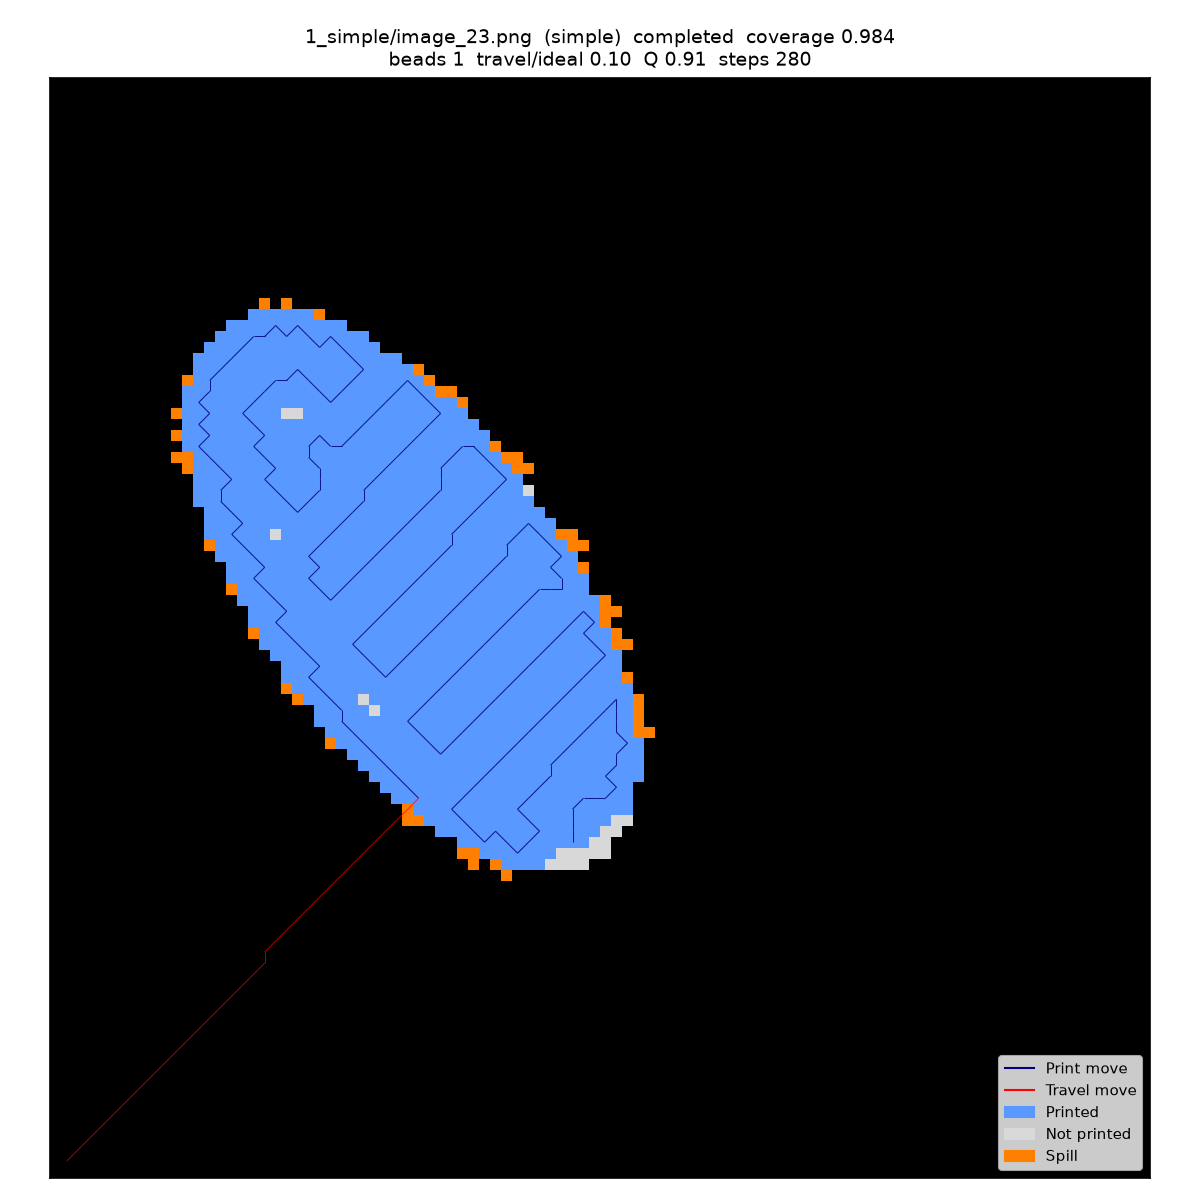 1_simple/image_23.png  (simple)  completed  coverage 0.984
beads 1  travel/ideal 0.10  Q 0.91  steps 280
Print move
Travel move
Printed
Not printed
Spill